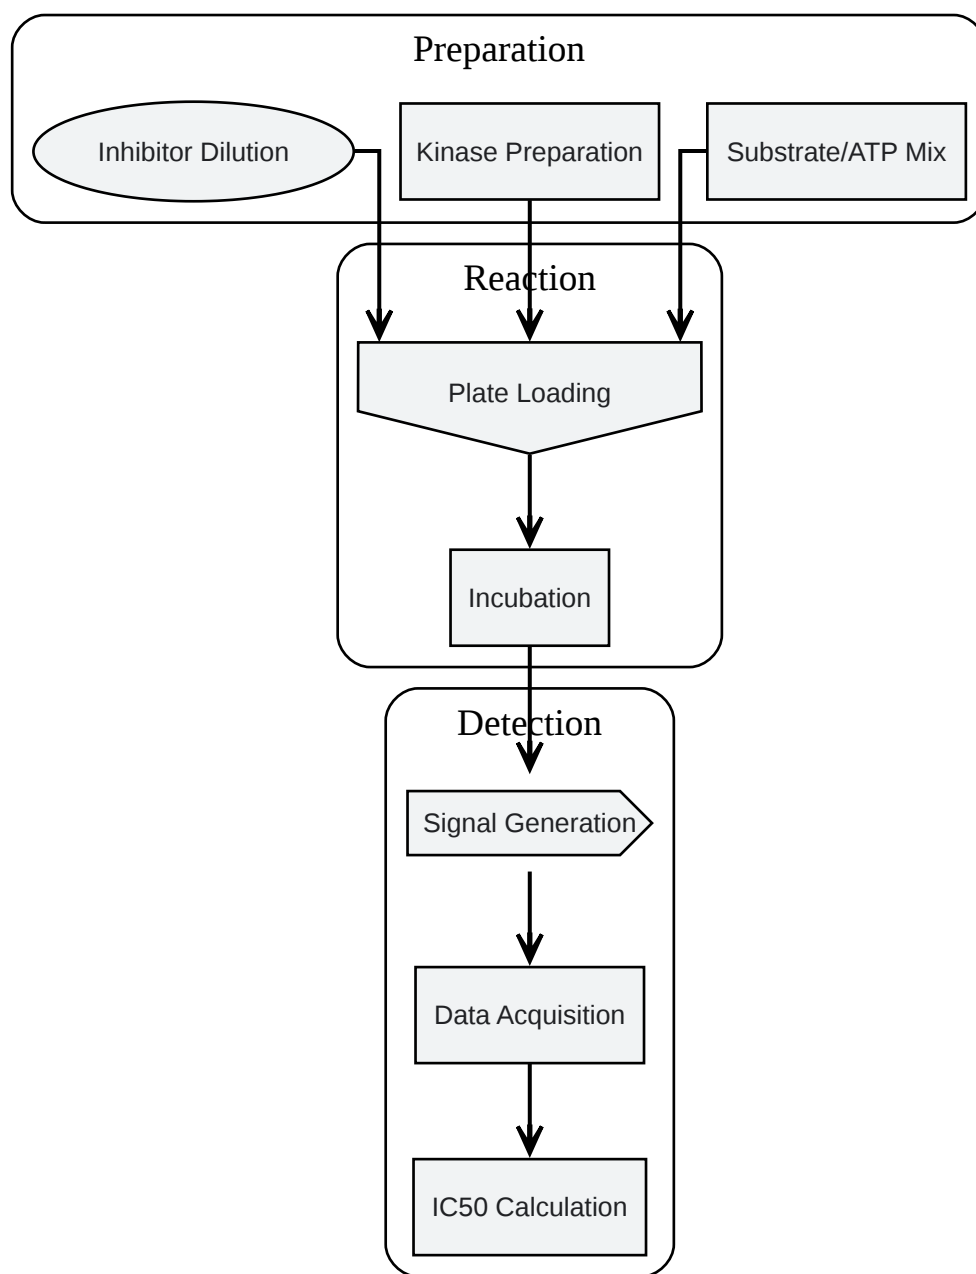 Preparation
Inhibitor Dilution
Kinase Preparation
Substrate/ATP Mix
Reaction
Plate Loading
Incubation
Detection
Signal Generation
Data Acquisition
IC50 Calculation